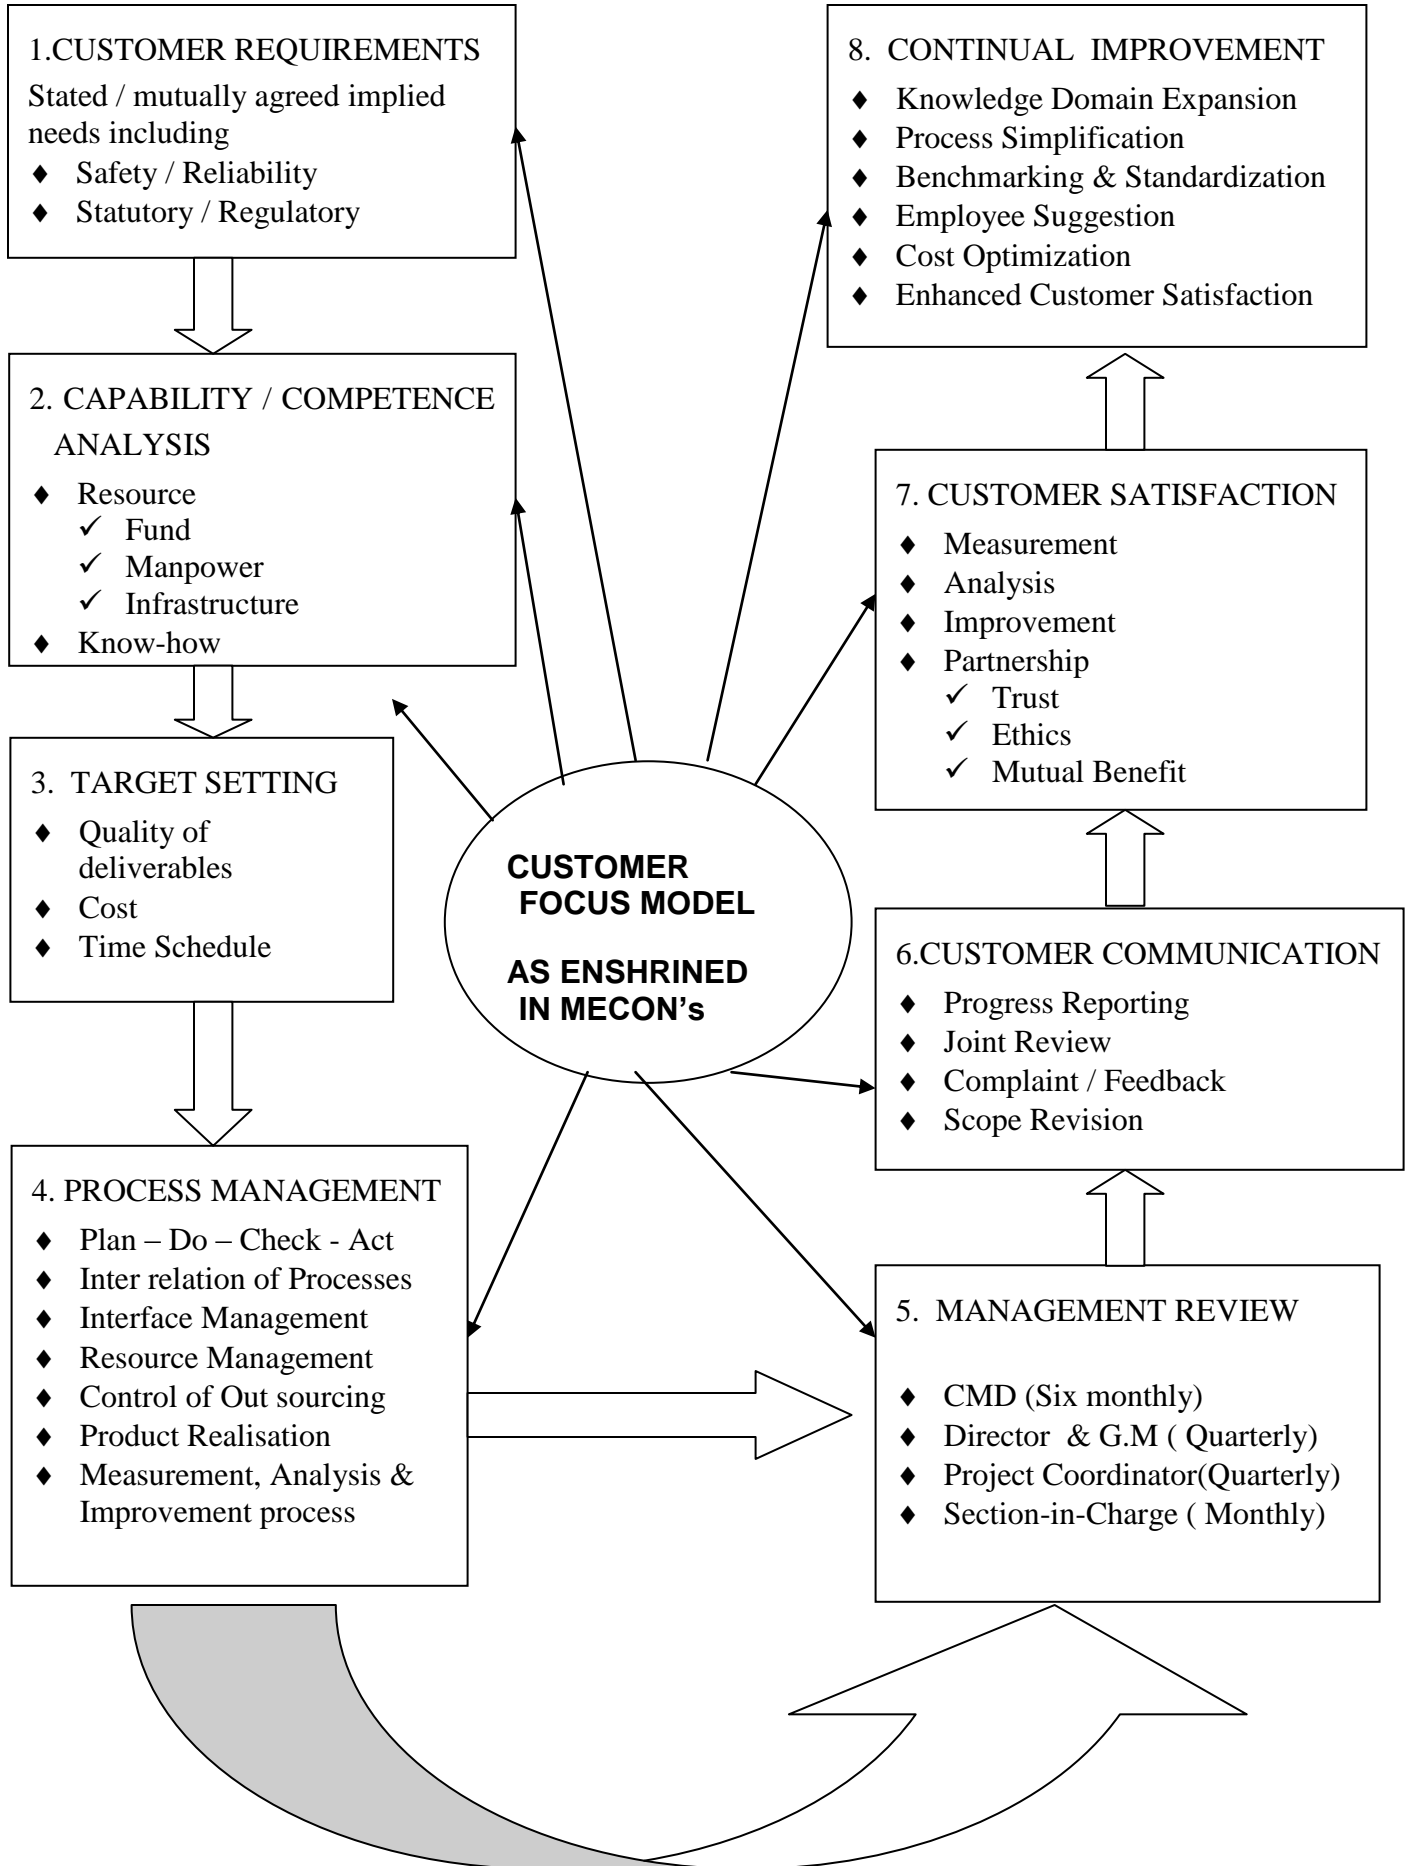 1.CUSTOMER REQUIREMENTS
Stated / mutually agreed implied
needs including
♦ Safety / Reliability
♦ Statutory / Regulatory
2. CAPABILITY / COMPETENCE
ANALYSIS
♦ Resource
✓ Fund
✓ Manpower
✓ Infrastructure
♦ Know-how
3. TARGET SETTING
♦ Quality of
deliverables
♦ Cost
♦ Time Schedule
4. PROCESS MANAGEMENT
♦ Plan – Do – Check - Act
♦ Inter relation of Processes
♦ Interface Management
♦ Resource Management
♦ Control of Out sourcing
♦ Product Realisation
♦ Measurement, Analysis &
Improvement process
CUSTOMER
FOCUS MODEL
AS ENSHRINED
IN MECON's
5. MANAGEMENT REVIEW
♦ CMD (Six monthly)
♦ Director & G.M ( Quarterly)
♦ Project Coordinator(Quarterly)
♦ Section-in-Charge ( Monthly)
6.CUSTOMER COMMUNICATION
♦ Progress Reporting
♦ Joint Review
♦ Complaint / Feedback
♦ Scope Revision
7. CUSTOMER SATISFACTION
♦ Measurement
♦ Analysis
♦ Improvement
♦ Partnership
✓ Trust
✓ Ethics
✓ Mutual Benefit
8. CONTINUAL IMPROVEMENT
♦ Knowledge Domain Expansion
♦ Process Simplification
♦ Benchmarking & Standardization
♦ Employee Suggestion
♦ Cost Optimization
♦ Enhanced Customer Satisfaction